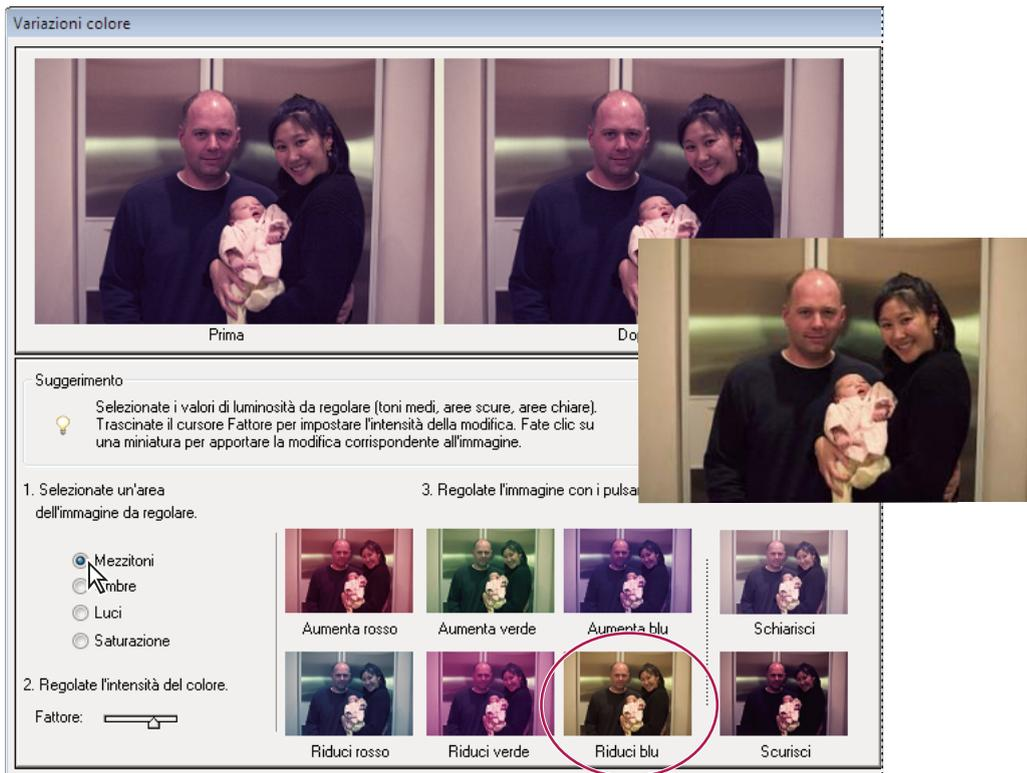 Variazioni colore
Prima
Suggerimento
Selezionate i valori di luminosità da regolare (toni medi, aree scure, aree chiare).
Trascinate il cursore Fattore per impostare l'intensità della modifica. Fate clic su
una miniatura per apportare la modifica corrispondente all'immagine.
1. Selezionate un'area
dell'immagine da regolare.
Mezzitoni
Luci
Saturazione
2. Regolate l'intensità del colore.
Fattore:
3. Regolate l'immagine con i
Aumenta rosso
Aumenta verde
Aumenta blu
Schiarisci
Riduci rosso
Riduci verde
Riduci blu
Scurisci